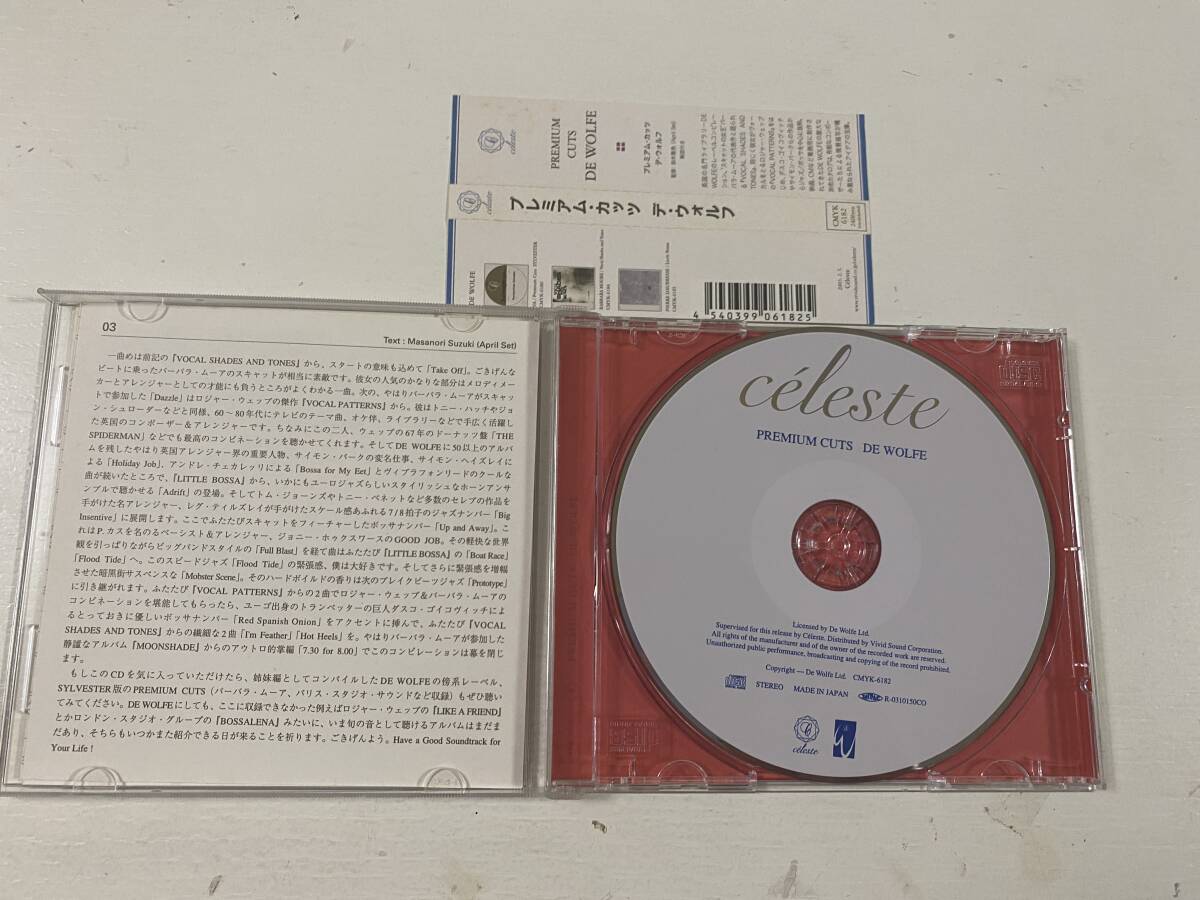 PREMIUM
CUTS
DE WOLFE
プレミアム・カッツ
デ・ウォルフ
céleste
プレミアム・カッツ デ・ウォルフ
céleste
CMYK
6182
DE WOLFE
4 540399 061825
03
Text : Masanori Suzuki (April Set)
一曲めは前記の『VOCAL SHADES AND TONES』から、スタートの意味も込めて「Take Off」。ごきげんな
ビートに乗ったバーバラ・ムーアのスキャットが相当に素敵です。彼女の人気のかなりな部分はメロディメー
カーとアレンジャーとしての才能にも負うところがよくわかる一曲。次の、やはりバーバラ・ムーアがスキャッ
トで参加した「Dazzle」はロジャー・ウェッブの傑作『VOCAL PATTERNS』から。彼はトニー・ハッチやジョ
ン・シュローダーなどと同様、60〜80年代にテレビのテーマ曲、オケ伴、ライブラリーなどで手広く活躍し
た英国のコンポーザー＆アレンジャー。ちなみにこの二人、ウェッブの67年のドーナッツ盤「THE
SPIDERMAN」などでも最高のコンビネーションを聴かせてくれます。そしてDE WOLFEに50以上のアルバ
ムを残したやはり英国アレンジャー界の重要人物、サイモン・パークの変名仕事、サイモン・ヘイズレイに
よる「Holiday Job」、アンドレ・チェカレッリによる「Bossa for My Eet」とヴィブラフォンリードのクールな
曲が続いたところで、『LITTLE BOSSA』から、いかにもユーロジャズらしいスタイリッシュなホーンアンサ
ンブルで聴かせる「Adrift」の登場。そしてトム・ジョーンズやトニー・ベネットなど多数のセレブの作品を
手がけた名アレンジャー、レグ・ティルズレイが手がけたスケール感あふれる7/8拍子のジャズナンバー「Big
Insentive」に展開します。ここでふたたびスキャットをフィーチャーしたボッサナンバー「Up and Away」。こ
れはP. カスを名のるベーシスト＆アレンジャー、ジョニー・ホックスワースのGOOD JOB。その軽快な世界
観を引っぱりながらビッグバンドスタイルの「Full Blast」を経て曲はふたたび『LITTLE BOSSA』の「Boat Race」
「Flood Tide」へ。このスピードジャズ「Flood Tide」の緊張感、僕は大好きです。そしてさらに緊張感を増幅
させた暗黒街サスペンスな「Mobster Scene」。そのハードボイルドの香りは次のブレイクビーツジャズ「Prototype」
に引き継がれます。ふたたび『VOCAL PATTERNS』からの2曲でロジャー・ウェッブ＆バーバラ・ムーアの
コンビネーションを堪能してもらったら、ユーゴ出身のトランペッターの巨人ダスコ・ゴイコヴィッチによ
るとっておきに優しいボッサナンバー「Red Spanish Onion」をアクセントに挟んで、ふたたび『VOCAL
SHADES AND TONES』からの繊細な2曲「I'm Feather」「Hot Heels」を。やはりバーバラ・ムーアが参加した
静謐なアルバム『MOONSHADE』からのアウトロ的掌編「7.30 for 8.00」でこのコンピレーションは幕を閉じ
ます。
もしこのCDを気に入っていただけたら、姉妹編としてコンパイルしたDE WOLFEの傍系レーベル、
SYLVESTER版のPREMIUM CUTS（バーバラ・ムーア、パリス・スタジオ・サウンドなど収録）もぜひ聴い
てみてください。DE WOLFEにしても、ここに収録できなかった例えばロジャー・ウェッブの『LIKE A FRIEND』
とかロンドン・スタジオ・グループの『BOSSALENA』みたいに、いま旬の音として聴けるアルバムはまだま
だあり、そちらもいつかまた紹介できる日が来ることを祈ります。ごきげんよう。Have a Good Soundtrack for
Your Life !
céleste
PREMIUM CUTS DE WOLFE
Licensed by De Wolfe Ltd.
Supervised for this release by Céleste. Distributed by Vivid Sound Corporation.
All rights of the manufacturer and of the owner of the recorded work are reserved.
Unauthorized public performance, broadcasting and copying of the record prohibited.
Copyright — De Wolfe Ltd. CMYK-6182
STEREO MADE IN JAPAN R-0310150CO
céleste